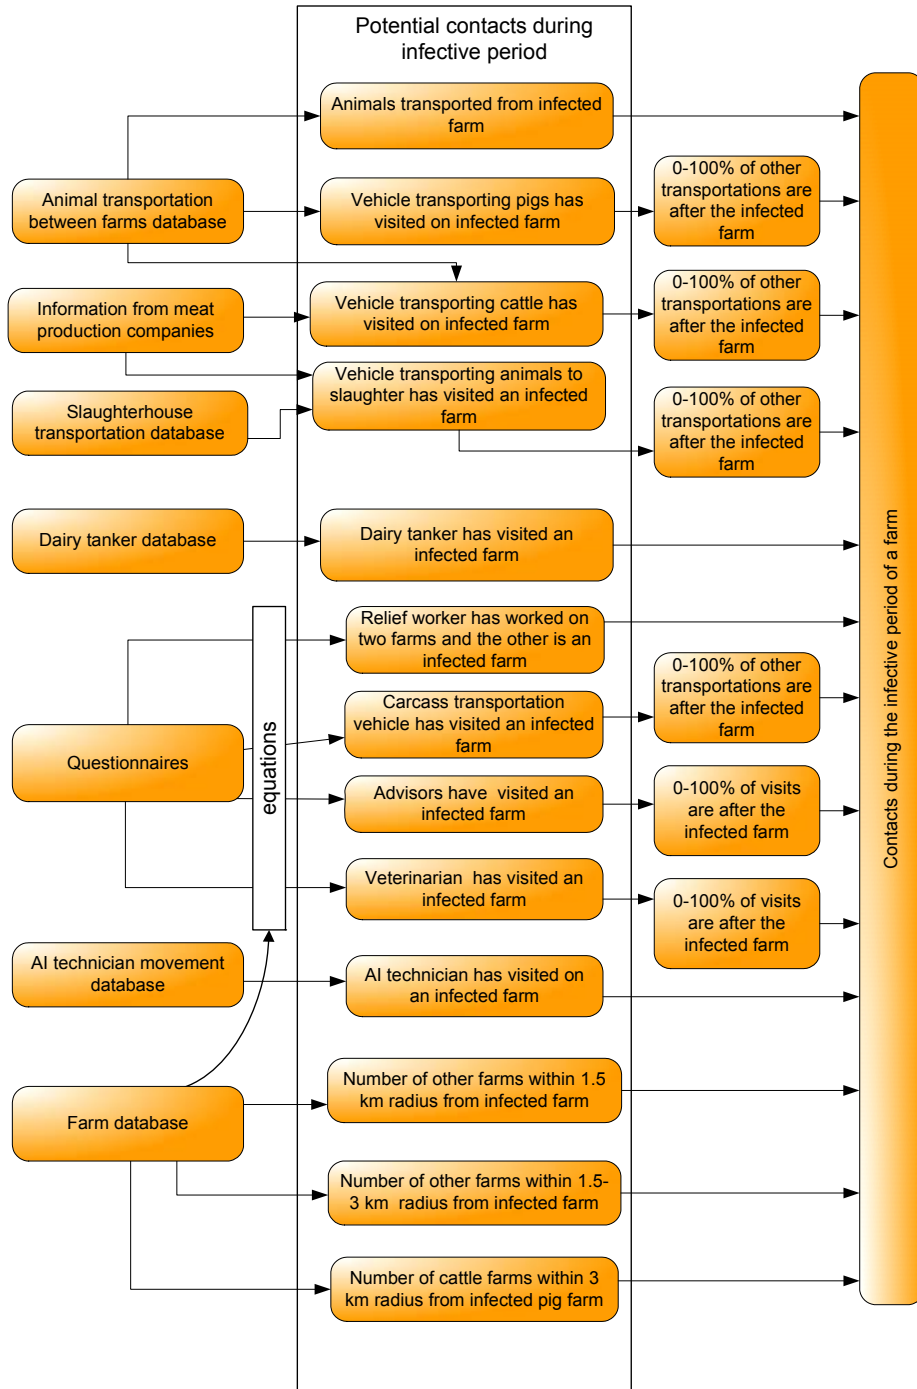 Potential contacts during
infective period
Animals transported from infected
farm
Animal transportation
between farms database
Vehicle transporting pigs has
visited on infected farm
0-100% of other
transportations are
after the infected
farm
Information from meat
production companies
Vehicle transporting cattle has
visited on infected farm
0-100% of other
transportations are
after the infected
farm
Slaughterhouse
transportation database
Vehicle transporting animals to
slaughter has visited an infected
farm
0-100% of other
transportations are
after the infected
farm
Dairy tanker database
Dairy tanker has visited an
infected farm
Questionnaires
equations
Relief worker has worked on
two farms and the other is an
infected farm
Carcass transportation
vehicle has visited an infected
farm
0-100% of other
transportations are
after the infected
farm
Advisors have visited an
infected farm
0-100% of visits
are after the
infected farm
Veterinarian has visited an
infected farm
0-100% of visits
are after the
infected farm
AI technician movement
database
AI technician has visited on
an infected farm
Farm database
Number of other farms within 1.5
km radius from infected farm
Number of other farms within 1.5-
3 km radius from infected farm
Number of cattle farms within 3
km radius from infected pig farm
Contacts during the infective period of a farm